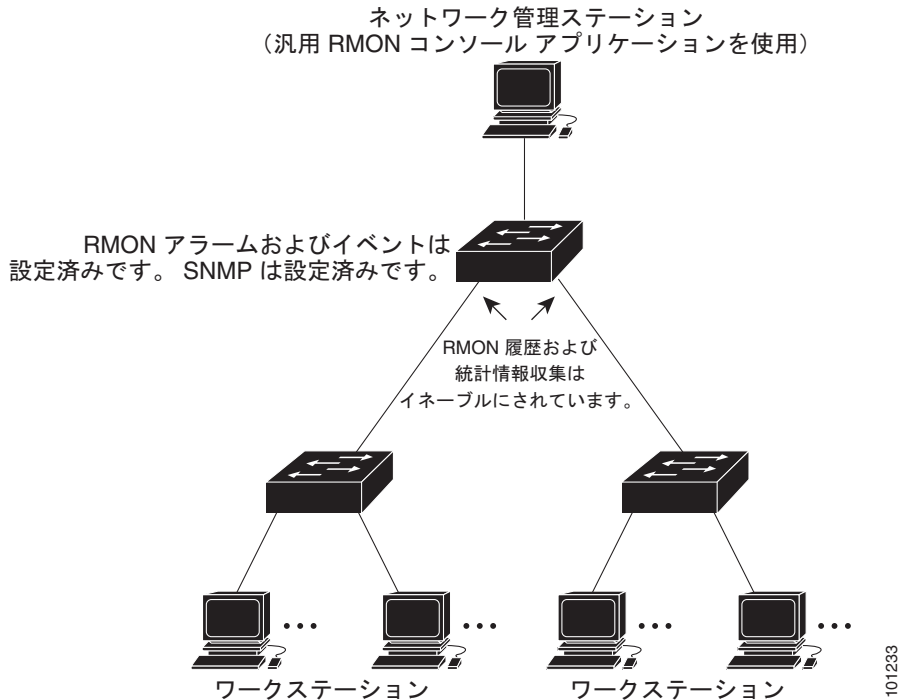 ネットワーク管理ステーション
（汎用 RMON コンソール アプリケーションを使用）
RMON アラームおよびイベントは
設定済みです。 SNMP は設定済みです。
RMON 履歴および
統計情報収集は
イネーブルにされています。
ワークステーション
ワークステーション
101233